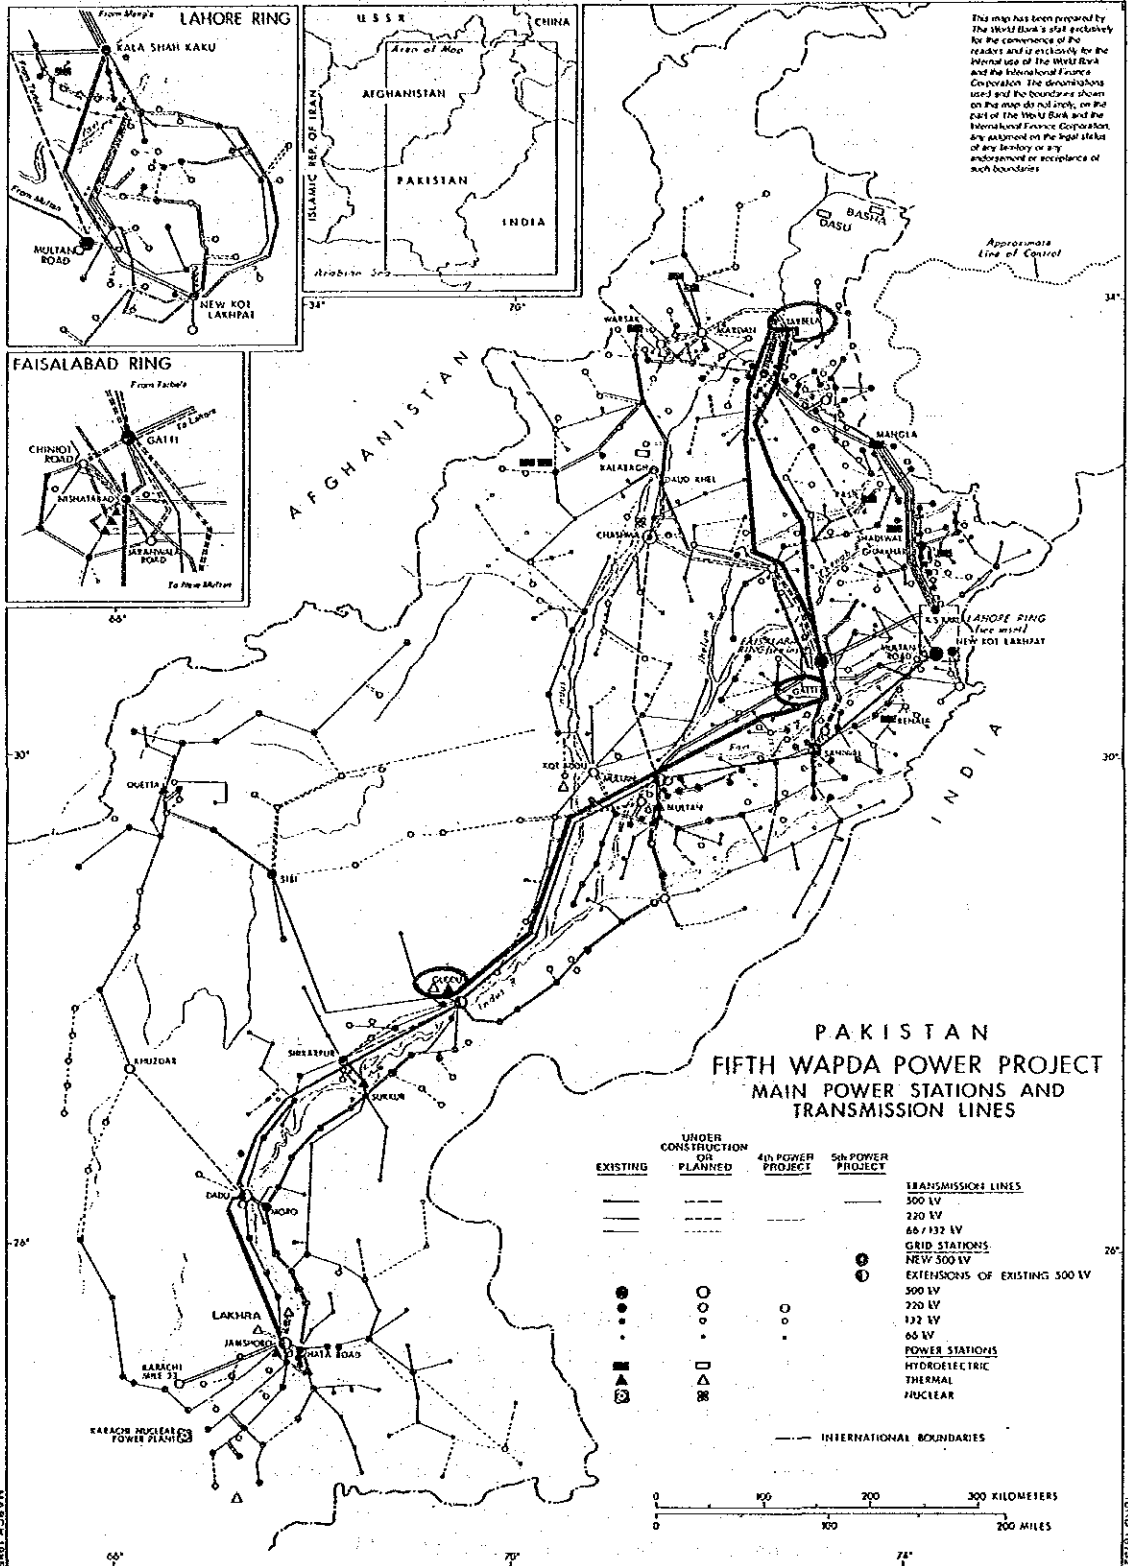 LAHORE RING
KALA SHAH KAKU
From Tarbela
From Multan
MULTAN
ROAD
NEW KOT
LAKHPAT
U S S R
CHINA
Area of Map
AFGHANISTAN
ISLAMIC REP. OF IRAN
PAKISTAN
INDIA
Arabian Sea
This map has been prepared by
The World Bank's staff exclusively
for the convenience of the
readers and is exclusively for the
internal use of The World Bank
and the International Finance
Corporation. The denominations
used and the boundaries shown
on this map do not imply, on the
part of The World Bank and the
International Finance Corporation,
any judgment on the legal status
of any territory or any
endorsement or acceptance of
such boundaries
FAISALABAD RING
From Tarbela
To Lahore
GATTI
CHINIOT
ROAD
NISHATABAD
JARANWALA
ROAD
To New Multan
34°
70°
34°
BASHA
DASU
Approximate
Line of Control
WARSAK
MARDAN
TARBELA
AFGHANISTAN
MANGLA
KALABAGH
DAUD KHEL
CHASHMA
RASUL
SHADIWAL
Jhelum R
LAHORE RING
(see inset)
NEW KOT LAKHPAT
MULTAN
ROAD
GATTI
RENALA
SAHIWAL
66°
30°
30°
Indus
KOT ADDU
MULTAN
INDIA
QUETTA
SIBI
GUDDU
Indus R
SHIKARPUR
SUKKUR
KHUZDAR
DADU
MORO
26°
26°
LAKHRA
JAMSHORO
HALA ROAD
KARACHI
KARACHI NUCLEAR
POWER PLANT
PAKISTAN
FIFTH WAPDA POWER PROJECT
MAIN POWER STATIONS AND
TRANSMISSION LINES
EXISTING
UNDER
CONSTRUCTION
OR
PLANNED
4th POWER
PROJECT
5th POWER
PROJECT
TRANSMISSION LINES
500 kV
220 kV
66/132 kV
GRID STATIONS
NEW 500 kV
EXTENSIONS OF EXISTING 500 kV
500 kV
220 kV
132 kV
66 kV
POWER STATIONS
HYDROELECTRIC
THERMAL
NUCLEAR
INTERNATIONAL BOUNDARIES
0 100 200 300 KILOMETERS
0 100 200 MILES
66°
70°
74°